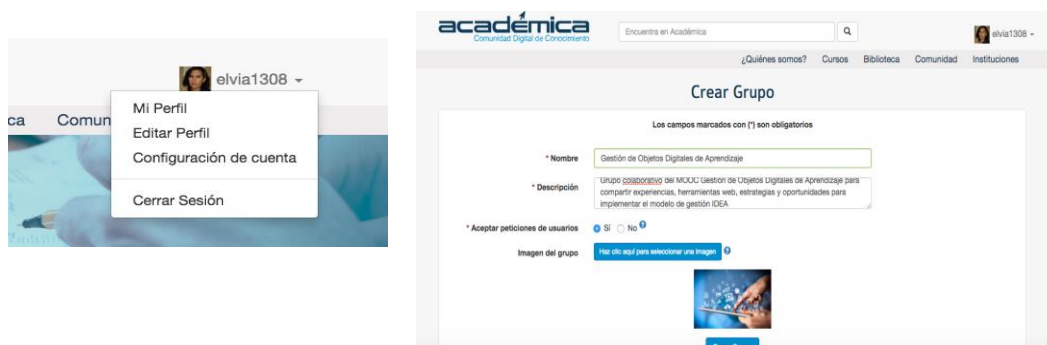 elvia1308
ca Comun
Mi Perfil
Editar Perfil
Configuración de cuenta
Cerrar Sesión
académica
Comunidad Digital de Conocimiento
Encuentra en Académica
elvia1308
¿Quiénes somos? Cursos Biblioteca Comunidad Instituciones
Crear Grupo
Los campos marcados con (*) son obligatorios
* Nombre Gestión de Objetos Digitales de Aprendizaje
* Descripción
Grupo colaborativo del MOOC Gestión de Objetos Digitales de Aprendizaje para
compartir experiencias, herramientas web, estrategias y oportunidades para
implementar el modelo de gestión IDEA
* Aceptar peticiones de usuarios Sí No ?
Imagen del grupo Haz clic aquí para seleccionar una imagen ?